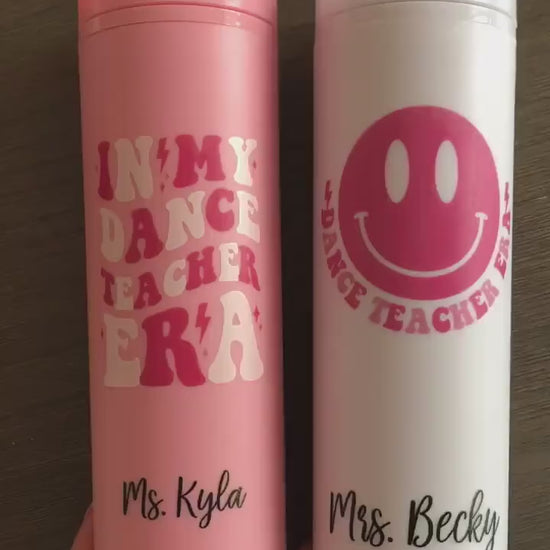 IN MY
DANCE
TEACHER
ERA
Ms. Kyla
DANCE TEACHER ERA
Mrs. Becky